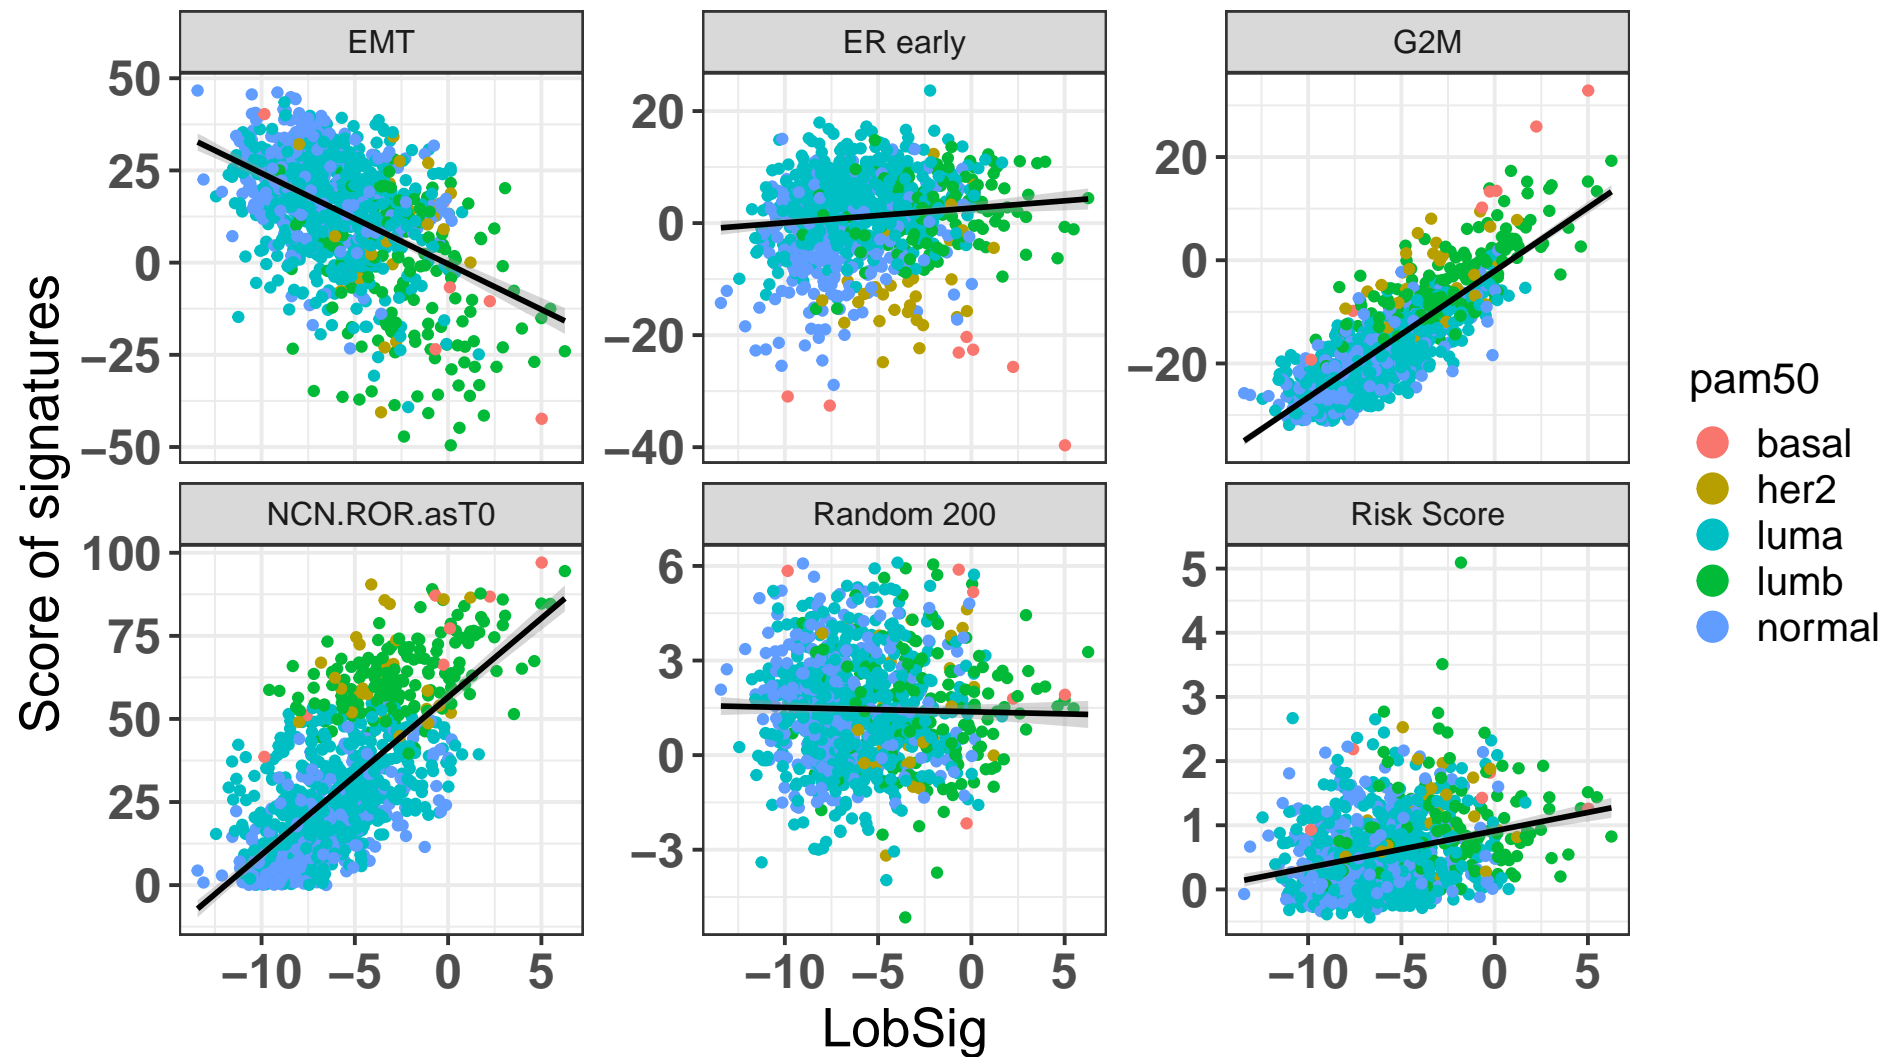 EMT
ER early
G2M
50
25
0
−25
−50
20
0
−20
−40
20
0
−20
NCN.ROR.asT0
Random 200
Risk Score
100
75
50
25
0
6
3
0
−3
5
4
3
2
1
0
−10 −5 0 5
−10 −5 0 5
−10 −5 0 5
LobSig
Score of signatures
pam50
basal
her2
luma
lumb
normal